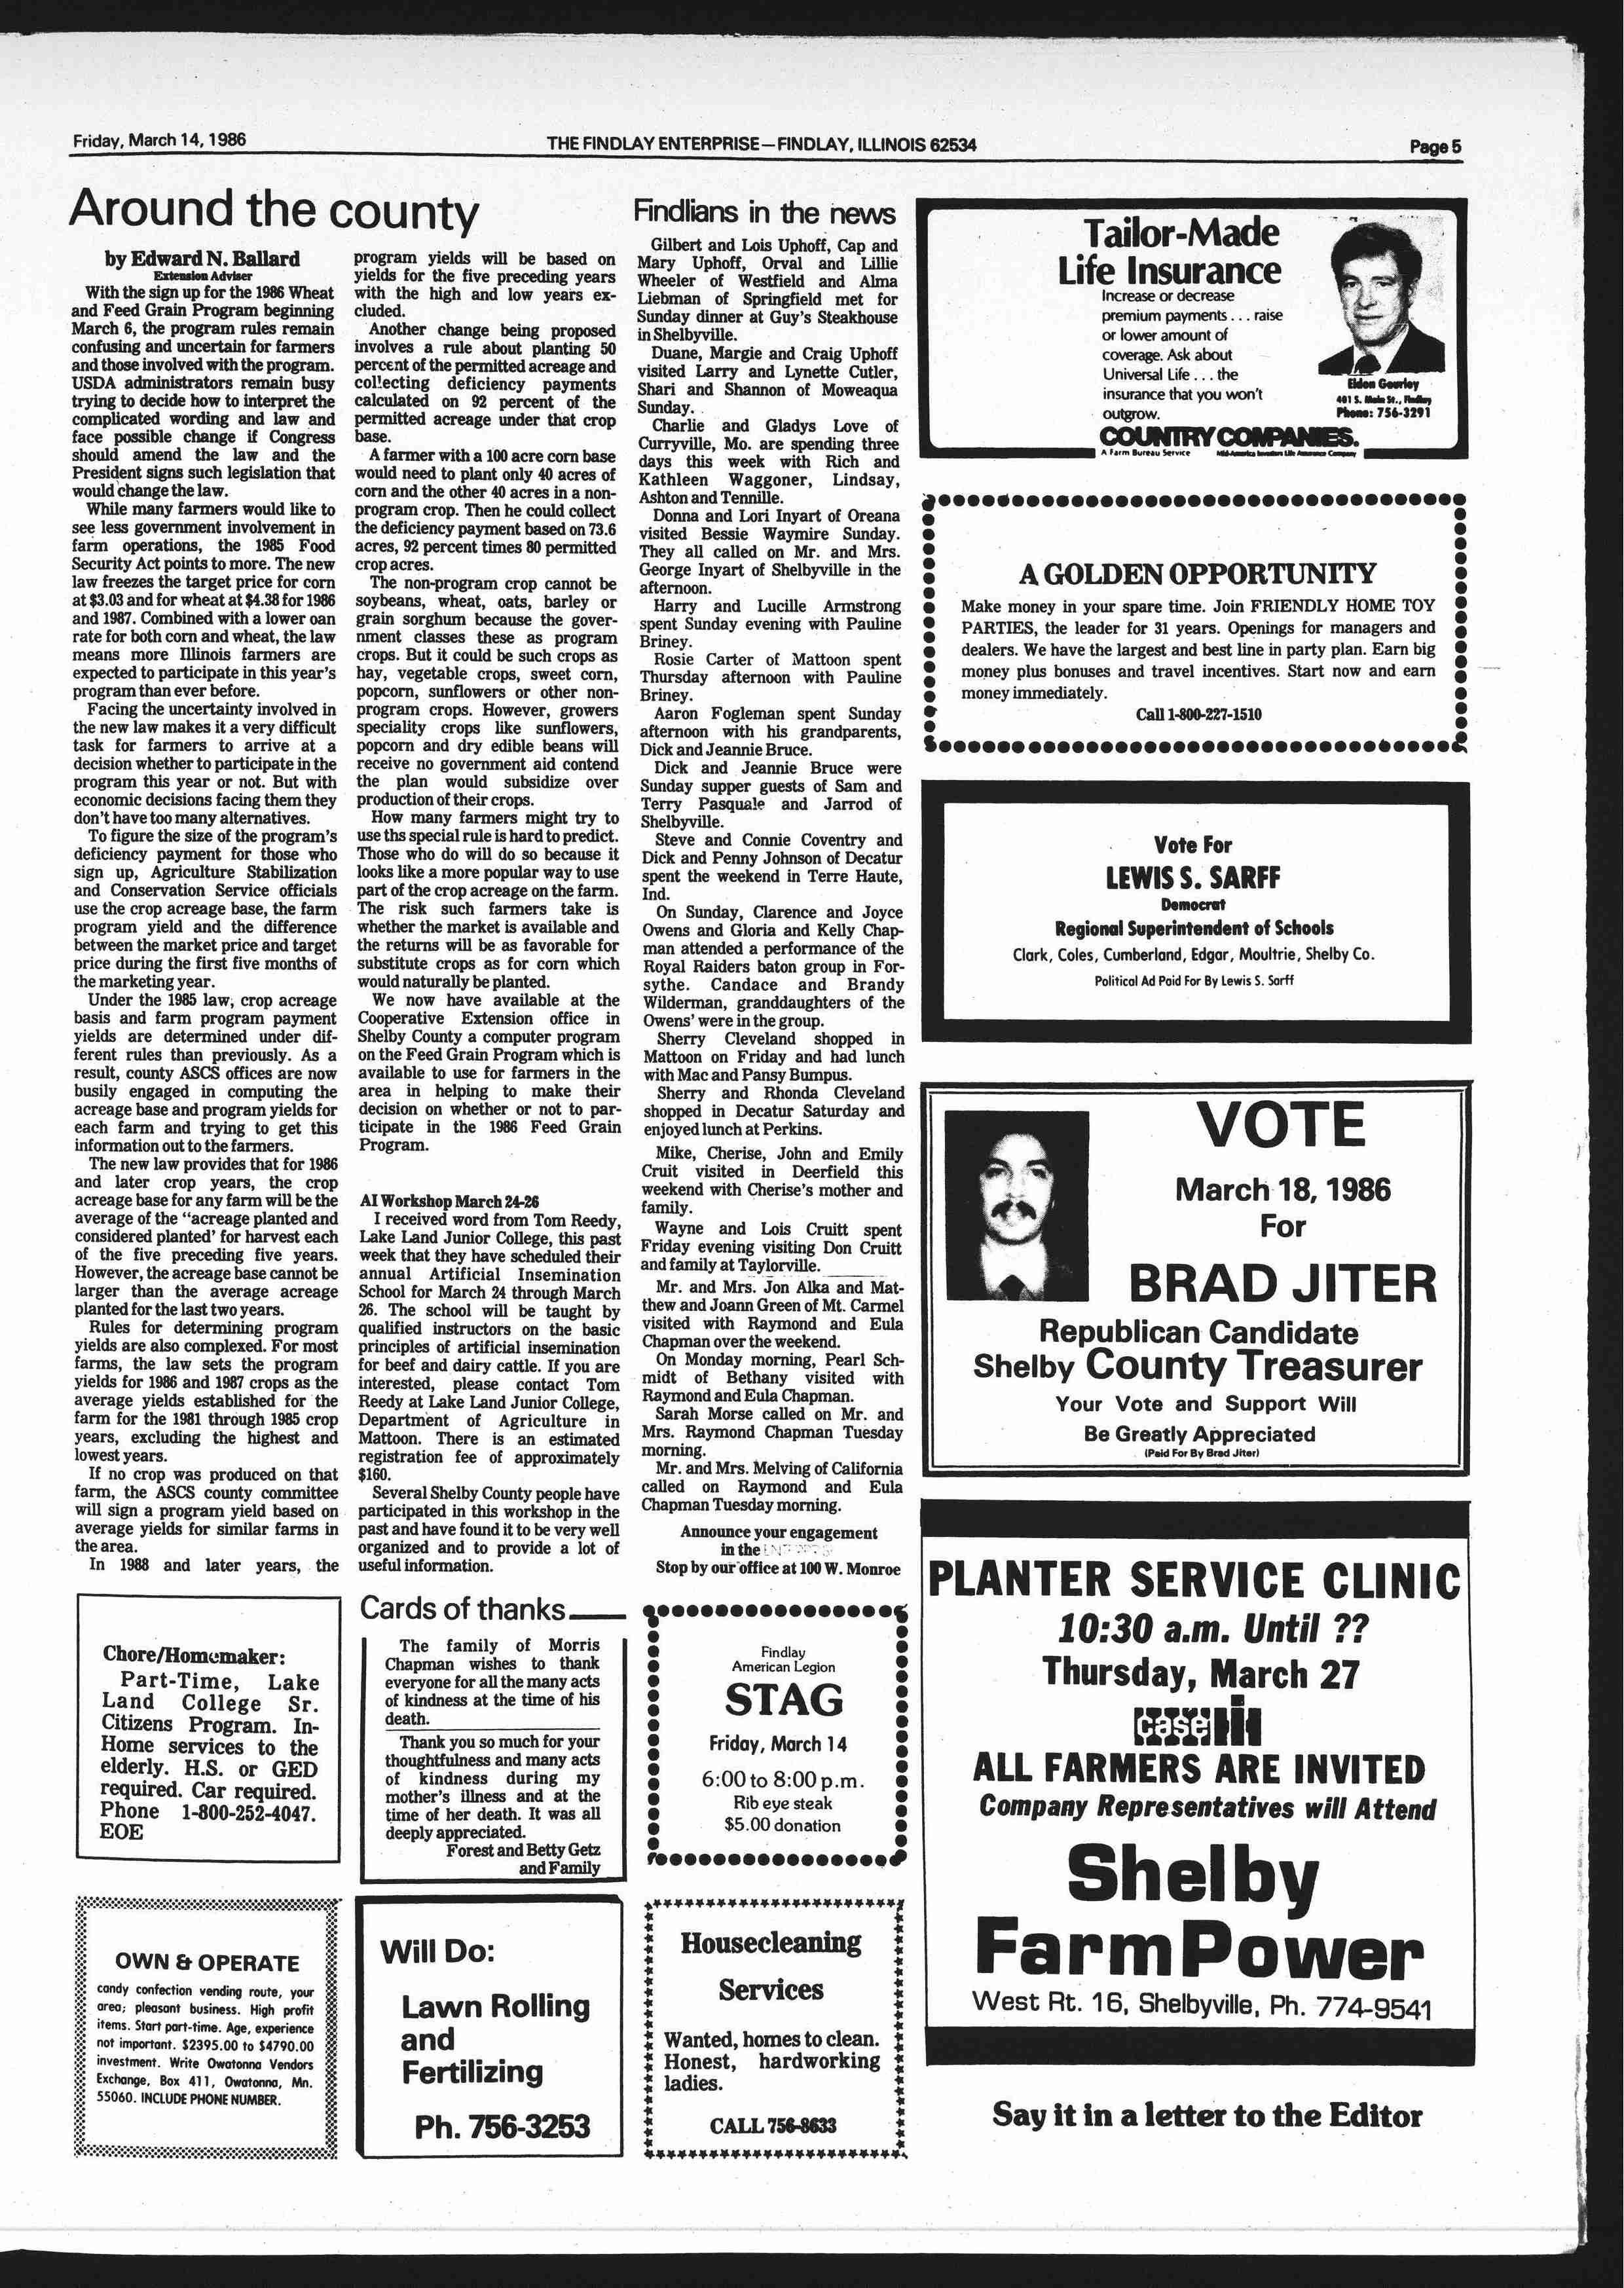 Friday, March 14, 1986
THE FINDLAY ENTERPRISE—FINDLAY, ILLINOIS 62534
Page 5
Around the county
by Edward N. Ballard
Extension Adviser
With the sign up for the 1986 Wheat
and Feed Grain Program beginning
March 6, the program rules remain
confusing and uncertain for farmers
and those involved with the program.
USDA administrators remain busy
trying to decide how to interpret the
complicated wording and law and
face possible change if Congress
should amend the law and the
President signs such legislation that
would change the law.
While many farmers would like to
see less government involvement in
farm operations, the 1985 Food
Security Act points to more. The new
law freezes the target price for corn
at $3.03 and for wheat at $4.38 for 1986
and 1987. Combined with a lower oan
rate for both corn and wheat, the law
means more Illinois farmers are
expected to participate in this year's
program than ever before.
Facing the uncertainty involved in
the new law makes it a very difficult
task for farmers to arrive at a
decision whether to participate in the
program this year or not. But with
economic decisions facing them they
don't have too many alternatives.
To figure the size of the program's
deficiency payment for those who
sign up, Agriculture Stabilization
and Conservation Service officials
use the crop acreage base, the farm
program yield and the difference
between the market price and target
price during the first five months of
the marketing year.
Under the 1985 law, crop acreage
basis and farm program payment
yields are determined under dif-
ferent rules than previously. As a
result, county ASCS offices are now
busily engaged in computing the
acreage base and program yields for
each farm and trying to get this
information out to the farmers.
The new law provides that for 1986
and later crop years, the crop
acreage base for any farm will be the
average of the "acreage planted and
considered planted' for harvest each
of the five preceding five years.
However, the acreage base cannot be
larger than the average acreage
planted for the last two years.
Rules for determining program
yields are also complexed. For most
farms, the law sets the program
yields for 1986 and 1987 crops as the
average yields established for the
farm for the 1981 through 1985 crop
years, excluding the highest and
lowest years.
If no crop was produced on that
farm, the ASCS county committee
will sign a program yield based on
average yields for similar farms in
the area.
In 1988 and later years, the
program yields will be based on
yields for the five preceding years
with the high and low years ex-
cluded.
Another change being proposed
involves a rule about planting 50
percent of the permitted acreage and
collecting deficiency payments
calculated on 92 percent of the
permitted acreage under that crop
base.
A farmer with a 100 acre corn base
would need to plant only 40 acres of
corn and the other 40 acres in a non-
program crop. Then he could collect
the deficiency payment based on 73.6
acres, 92 percent times 80 permitted
crop acres.
The non-program crop cannot be
soybeans, wheat, oats, barley or
grain sorghum because the gover-
nment classes these as program
crops. But it could be such crops as
hay, vegetable crops, sweet corn,
popcorn, sunflowers or other non-
program crops. However, growers
speciality crops like sunflowers,
popcorn and dry edible beans will
receive no government aid contend
the plan would subsidize over
production of their crops.
How many farmers might try to
use ths special rule is hard to predict.
Those who do will do so because it
looks like a more popular way to use
part of the crop acreage on the farm.
The risk such farmers take is
whether the market is available and
the returns will be as favorable for
substitute crops as for corn which
would naturally be planted.
We now have available at the
Cooperative Extension office in
Shelby County a computer program
on the Feed Grain Program which is
available to use for farmers in the
area in helping to make their
decision on whether or not to par-
ticipate in the 1986 Feed Grain
Program.
AI Workshop March 24-26
I received word from Tom Reedy,
Lake Land Junior College, this past
week that they have scheduled their
annual Artificial Insemination
School for March 24 through March
26. The school will be taught by
qualified instructors on the basic
principles of artificial insemination
for beef and dairy cattle. If you are
interested, please contact Tom
Reedy at Lake Land Junior College,
Department of Agriculture in
Mattoon. There is an estimated
registration fee of approximately
$160.
Several Shelby County people have
participated in this workshop in the
past and have found it to be very well
organized and to provide a lot of
useful information.
Findlians in the news
Gilbert and Lois Uphoff, Cap and
Mary Uphoff, Orval and Lillie
Wheeler of Westfield and Alma
Liebman of Springfield met for
Sunday dinner at Guy's Steakhouse
in Shelbyville.
Duane, Margie and Craig Uphoff
visited Larry and Lynette Cutler,
Shari and Shannon of Moweaqua
Sunday.
Charlie and Gladys Love of
Curryville, Mo. are spending three
days this week with Rich and
Kathleen Waggoner, Lindsay,
Ashton and Tennille.
Donna and Lori Inyart of Oreana
visited Bessie Waymire Sunday.
They all called on Mr. and Mrs.
George Inyart of Shelbyville in the
afternoon.
Harry and Lucille Armstrong
spent Sunday evening with Pauline
Briney.
Rosie Carter of Mattoon spent
Thursday afternoon with Pauline
Briney.
Aaron Fogleman spent Sunday
afternoon with his grandparents,
Dick and Jeannie Bruce.
Dick and Jeannie Bruce were
Sunday supper guests of Sam and
Terry Pasquale and Jarrod of
Shelbyville.
Steve and Connie Coventry and
Dick and Penny Johnson of Decatur
spent the weekend in Terre Haute,
Ind.
On Sunday, Clarence and Joyce
Owens and Gloria and Kelly Chap-
man attended a performance of the
Royal Raiders baton group in For-
sythe. Candace and Brandy
Wilderman, granddaughters of the
Owens' were in the group.
Sherry Cleveland shopped in
Mattoon on Friday and had lunch
with Mac and Pansy Bumpus.
Sherry and Rhonda Cleveland
shopped in Decatur Saturday and
enjoyed lunch at Perkins.
Mike, Cherise, John and Emily
Cruit visited in Deerfield this
weekend with Cherise's mother and
family.
Wayne and Lois Cruitt spent
Friday evening visiting Don Cruitt
and family at Taylorville.
Mr. and Mrs. Jon Alka and Mat-
thew and Joann Green of Mt. Carmel
visited with Raymond and Eula
Chapman over the weekend.
On Monday morning, Pearl Sch-
midt of Bethany visited with
Raymond and Eula Chapman.
Sarah Morse called on Mr. and
Mrs. Raymond Chapman Tuesday
morning.
Mr. and Mrs. Melving of California
called on Raymond and Eula
Chapman Tuesday morning.
Announce your engagement
in the
Stop by our office at 100 W. Monroe
Tailor-Made
Life Insurance
Increase or decrease
premium payments . . . raise
or lower amount of
coverage. Ask about
Universal Life . . . the
insurance that you won't
outgrow.
Eldon Gourley
401 S. Main St., Findlay
Phone: 756-3291
COUNTRY COMPANIES.
A Farm Bureau Service
Mid-America Investors Life Assurance Company
A GOLDEN OPPORTUNITY
Make money in your spare time. Join FRIENDLY HOME TOY
PARTIES, the leader for 31 years. Openings for managers and
dealers. We have the largest and best line in party plan. Earn big
money plus bonuses and travel incentives. Start now and earn
money immediately.
Call 1-800-227-1510
Vote For
LEWIS S. SARFF
Democrat
Regional Superintendent of Schools
Clark, Coles, Cumberland, Edgar, Moultrie, Shelby Co.
Political Ad Paid For By Lewis S. Sarff
VOTE
March 18, 1986
For
BRAD JITER
Republican Candidate
Shelby County Treasurer
Your Vote and Support Will
Be Greatly Appreciated
(Paid For By Brad Jiter)
PLANTER SERVICE CLINIC
10:30 a.m. Until ??
Thursday, March 27
case IH
ALL FARMERS ARE INVITED
Company Representatives will Attend
Shelby
FarmPower
West Rt. 16, Shelbyville, Ph. 774-9541
Say it in a letter to the Editor
Chore/Homemaker:
Part-Time, Lake
Land College Sr.
Citizens Program. In-
Home services to the
elderly. H.S. or GED
required. Car required.
Phone 1-800-252-4047.
EOE
Cards of thanks
The family of Morris
Chapman wishes to thank
everyone for all the many acts
of kindness at the time of his
death.
Thank you so much for your
thoughtfulness and many acts
of kindness during my
mother's illness and at the
time of her death. It was all
deeply appreciated.
Forest and Betty Getz
and Family
Findlay
American Legion
STAG
Friday, March 14
6:00 to 8:00 p.m.
Rib eye steak
$5.00 donation
OWN & OPERATE
candy confection vending route, your
area; pleasant business. High profit
items. Start part-time. Age, experience
not important. $2395.00 to $4790.00
investment. Write Owatonna Vendors
Exchange, Box 411, Owatonna, Mn.
55060. INCLUDE PHONE NUMBER.
Will Do:
Lawn Rolling
and
Fertilizing
Ph. 756-3253
Housecleaning
Services
Wanted, homes to clean.
Honest, hardworking
ladies.
CALL 756-8633